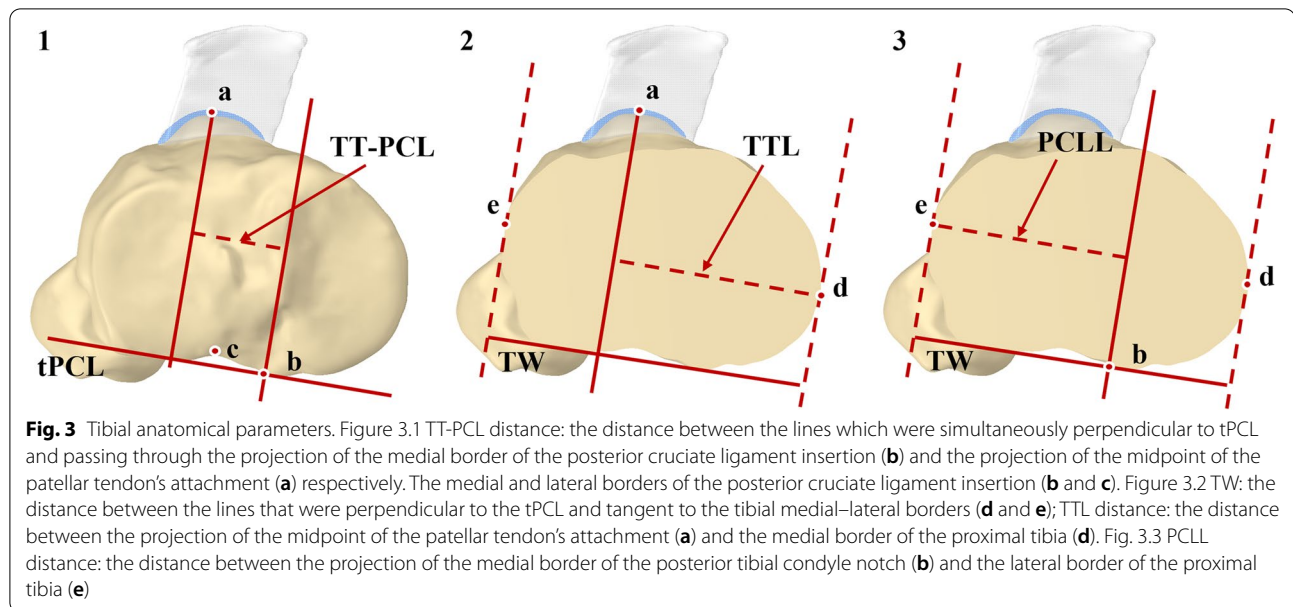 1
2
3
a
a
TT-PCL
TTL
PCLL
e
e
d
d
c
b
b
tPCL
TW
TW
Fig. 3 Tibial anatomical parameters. Figure 3.1 TT-PCL distance: the distance between the lines which were simultaneously perpendicular to tPCL
and passing through the projection of the medial border of the posterior cruciate ligament insertion (b) and the projection of the midpoint of the
patellar tendon's attachment (a) respectively. The medial and lateral borders of the posterior cruciate ligament insertion (b and c). Figure 3.2 TW: the
distance between the lines that were perpendicular to the tPCL and tangent to the tibial medial–lateral borders (d and e); TTL distance: the distance
between the projection of the midpoint of the patellar tendon's attachment (a) and the medial border of the proximal tibia (d). Fig. 3.3 PCLL
distance: the distance between the projection of the medial border of the posterior tibial condyle notch (b) and the lateral border of the proximal
tibia (e)